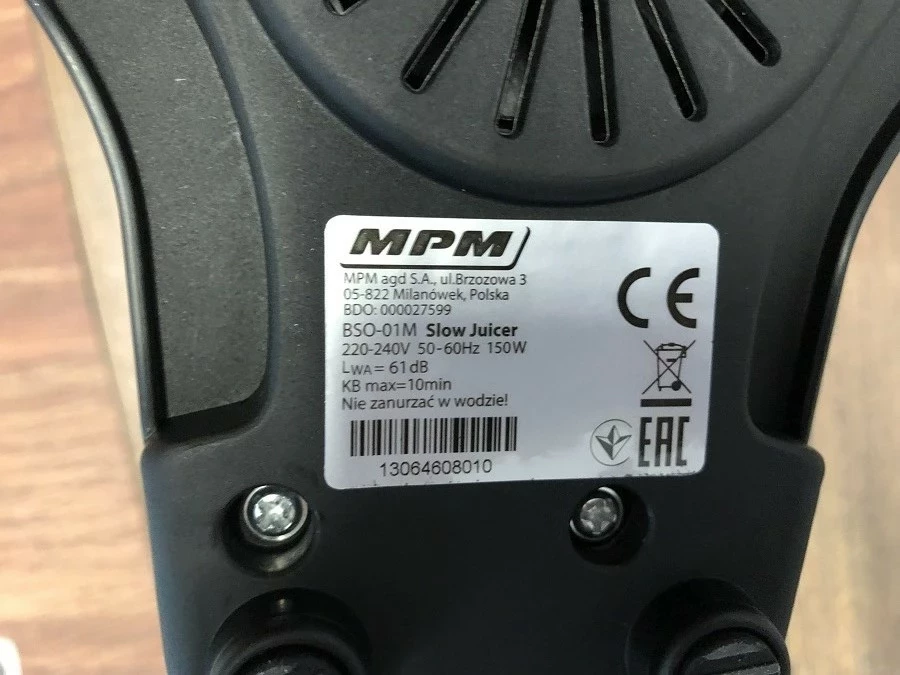 MPM
MPM agd S.A., ul.Brzozowa 3
05-822 Milanówek, Polska
BDO: 000027599
BSO-01M Slow Juicer
220-240V 50-60Hz 150W
LWA= 61dB
KB max=10min
Nie zanurzać w wodzie!
13064608010
CE
EAC